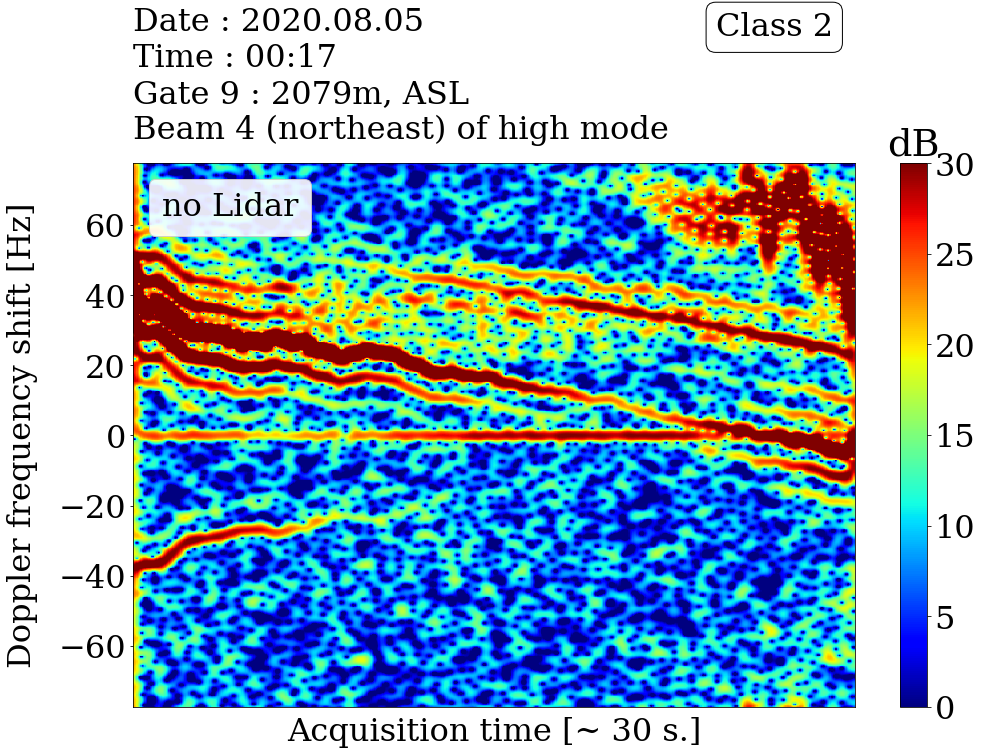 Date : 2020.08.05
Time : 00:17
Gate 9 : 2079m, ASL
Beam 4 (northeast) of high mode
Class 2
dB
no Lidar
Doppler frequency shift [Hz]
60
40
20
0
−20
−40
−60
30
25
20
15
10
5
0
Acquisition time [~ 30 s.]